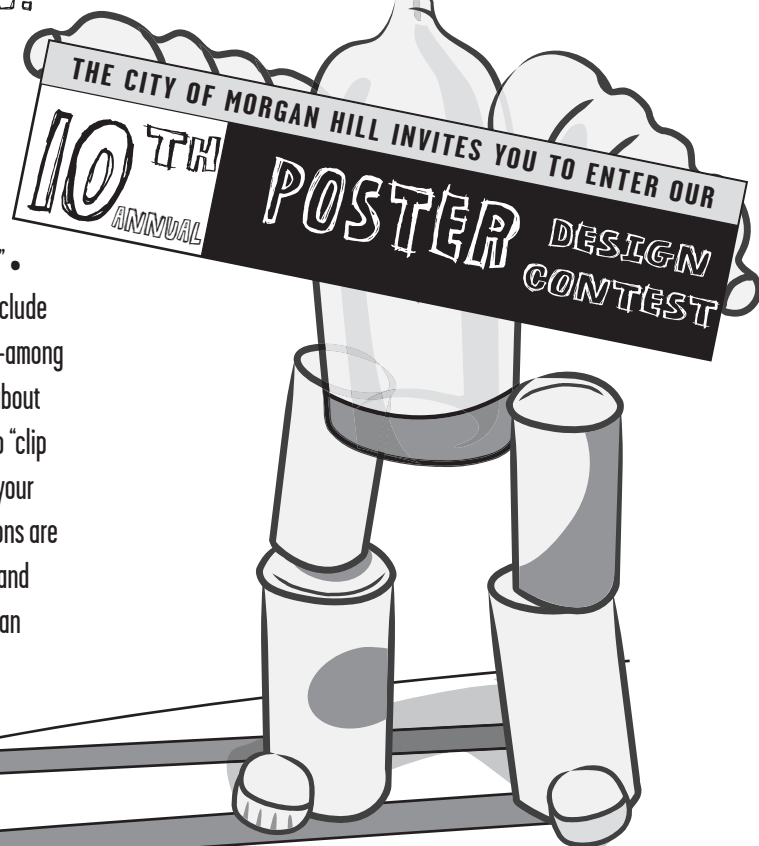 THE CITY OF MORGAN HILL INVITES YOU TO ENTER OUR
10TH
ANNUAL
POSTER
DESIGN
CONTEST
” •
clude
-among
bout
“clip
your
ons are
and
an